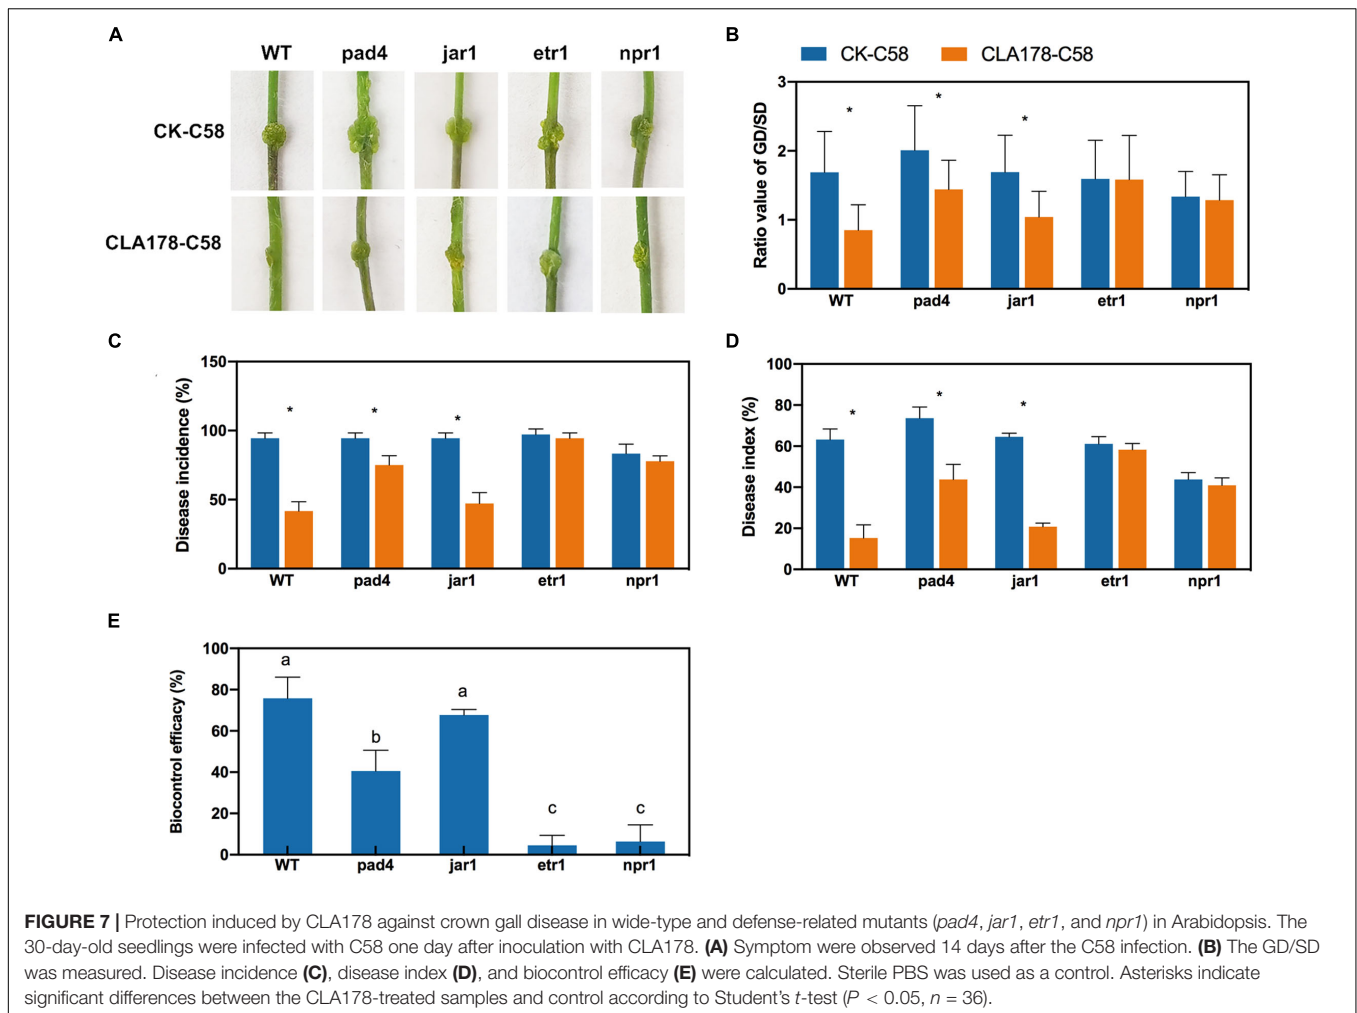 A
WT pad4 jar1 etr1 npr1
CK-C58
CLA178-C58
B
CK-C58 CLA178-C58
Ratio value of GD/SD
3
2
1
0
WT pad4 jar1 etr1 npr1
* * *
C
Disease incidence (%)
150
100
50
0
WT pad4 jar1 etr1 npr1
* * *
D
Disease index (%)
100
80
60
40
20
0
WT pad4 jar1 etr1 npr1
* * *
E
Biocontrol efficacy (%)
100
80
60
40
20
0
a b a c c
WT pad4 jar1 etr1 npr1
FIGURE 7 | Protection induced by CLA178 against crown gall disease in wide-type and defense-related mutants (pad4, jar1, etr1, and npr1) in Arabidopsis. The
30-day-old seedlings were infected with C58 one day after inoculation with CLA178. (A) Symptom were observed 14 days after the C58 infection. (B) The GD/SD
was measured. Disease incidence (C), disease index (D), and biocontrol efficacy (E) were calculated. Sterile PBS was used as a control. Asterisks indicate
significant differences between the CLA178-treated samples and control according to Student's t-test (P < 0.05, n = 36).